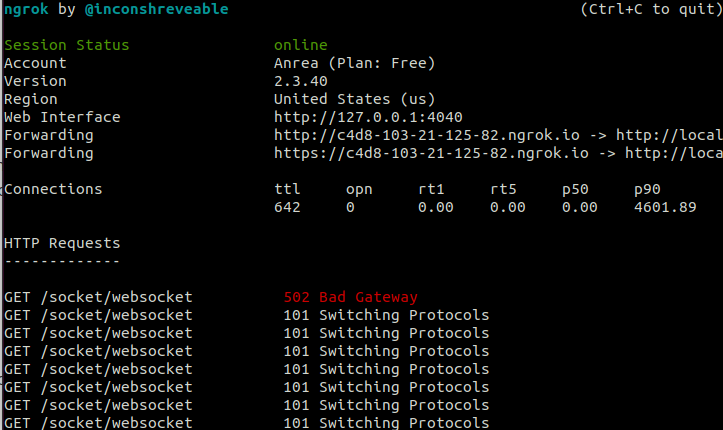 ngrok by @inconshreveable (Ctrl+C to quit)
Session Status online
Account Anrea (Plan: Free)
Version 2.3.40
Region United States (us)
Web Interface http://127.0.0.1:4040
Forwarding http://c4d8-103-21-125-82.ngrok.io -> http://local
Forwarding https://c4d8-103-21-125-82.ngrok.io -> http://loca
Connections ttl opn rt1 rt5 p50 p90
642 0 0.00 0.00 0.00 4601.89
HTTP Requests
-------------
GET /socket/websocket 502 Bad Gateway
GET /socket/websocket 101 Switching Protocols
GET /socket/websocket 101 Switching Protocols
GET /socket/websocket 101 Switching Protocols
GET /socket/websocket 101 Switching Protocols
GET /socket/websocket 101 Switching Protocols
GET /socket/websocket 101 Switching Protocols
GET /socket/websocket 101 Switching Protocols